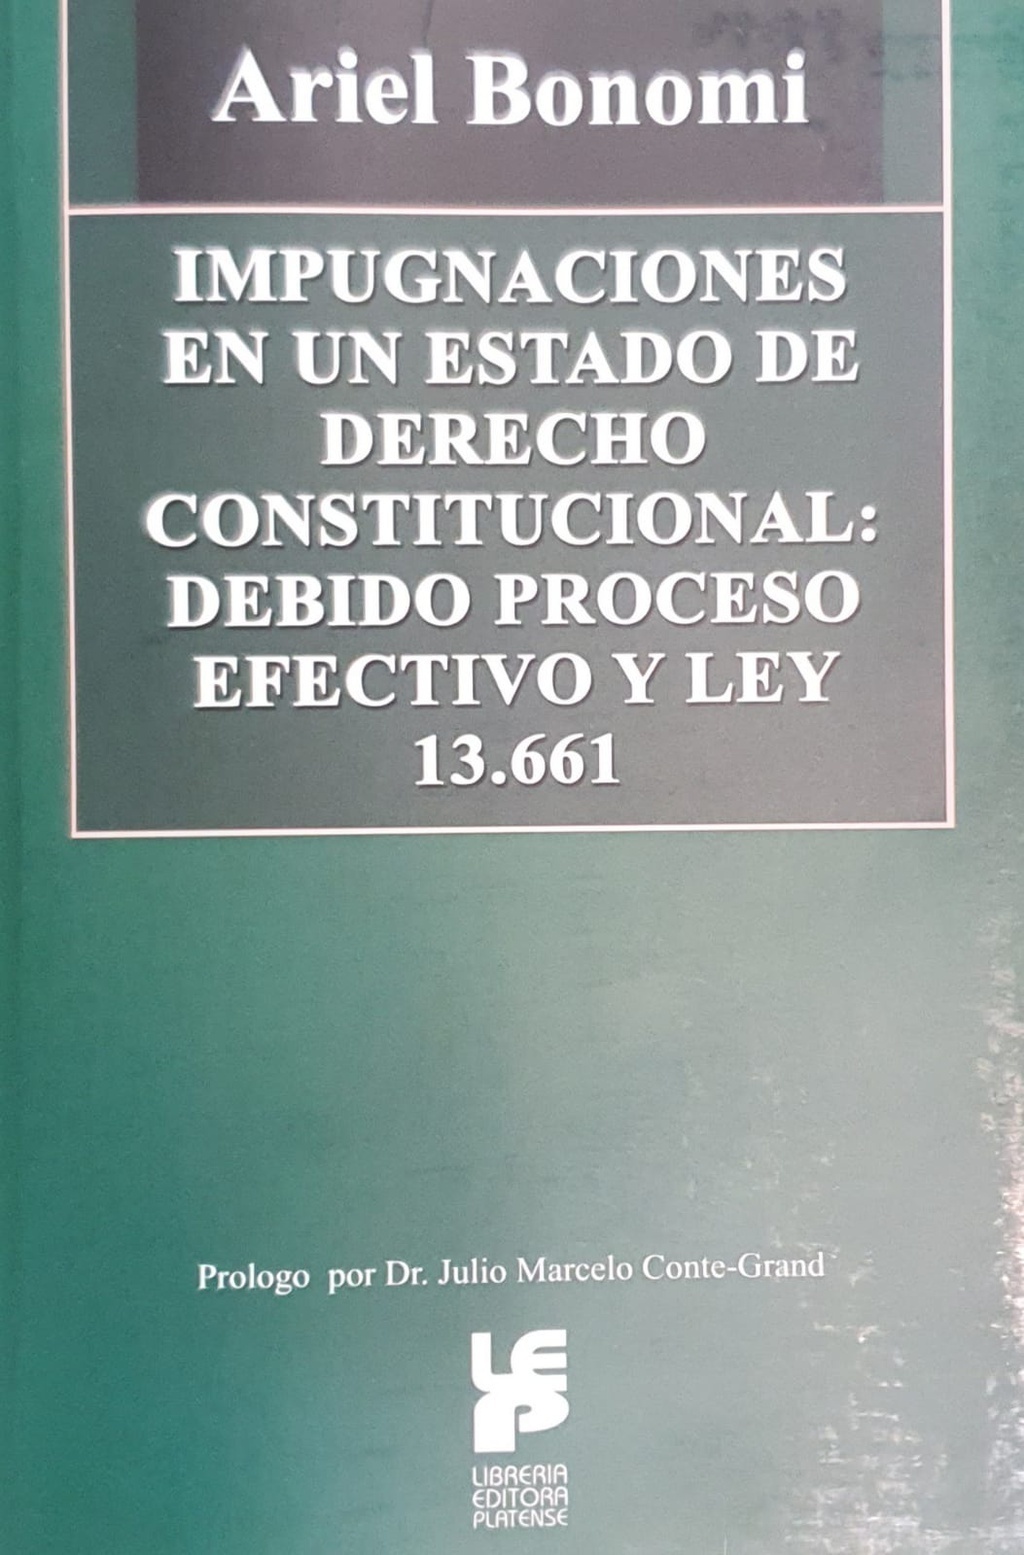 Ariel Bonomi
IMPUGNACIONES
EN UN ESTADO DE
DERECHO
CONSTITUCIONAL:
DEBIDO PROCESO
EFECTIVO Y LEY
13.661
Prologo por Dr. Julio Marcelo Conte-Grand
LEP
LIBRERIA
EDITORA
PLATENSE